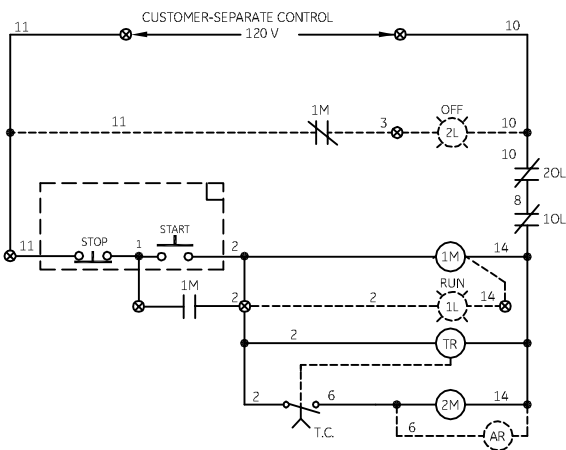 CUSTOMER-SEPARATE CONTROL
11
120 V
10
1M
OFF
11
3
2L
10
10
2OL
8
1OL
STOP
START
11
1
2
1M
14
RUN
1M
2
2
1L
14
2
TR
2
6
2M
14
T.C.
6
AR